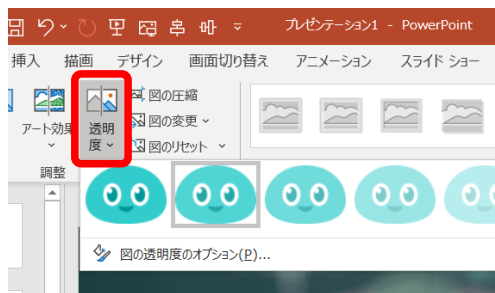 プレゼンテーション1 - PowerPoint
挿入 描画 デザイン 画面切り替え アニメーション スライド ショー
アート効果
透明度
図の圧縮
図の変更
図のリセット
調整
図の透明度のオプション(P)...